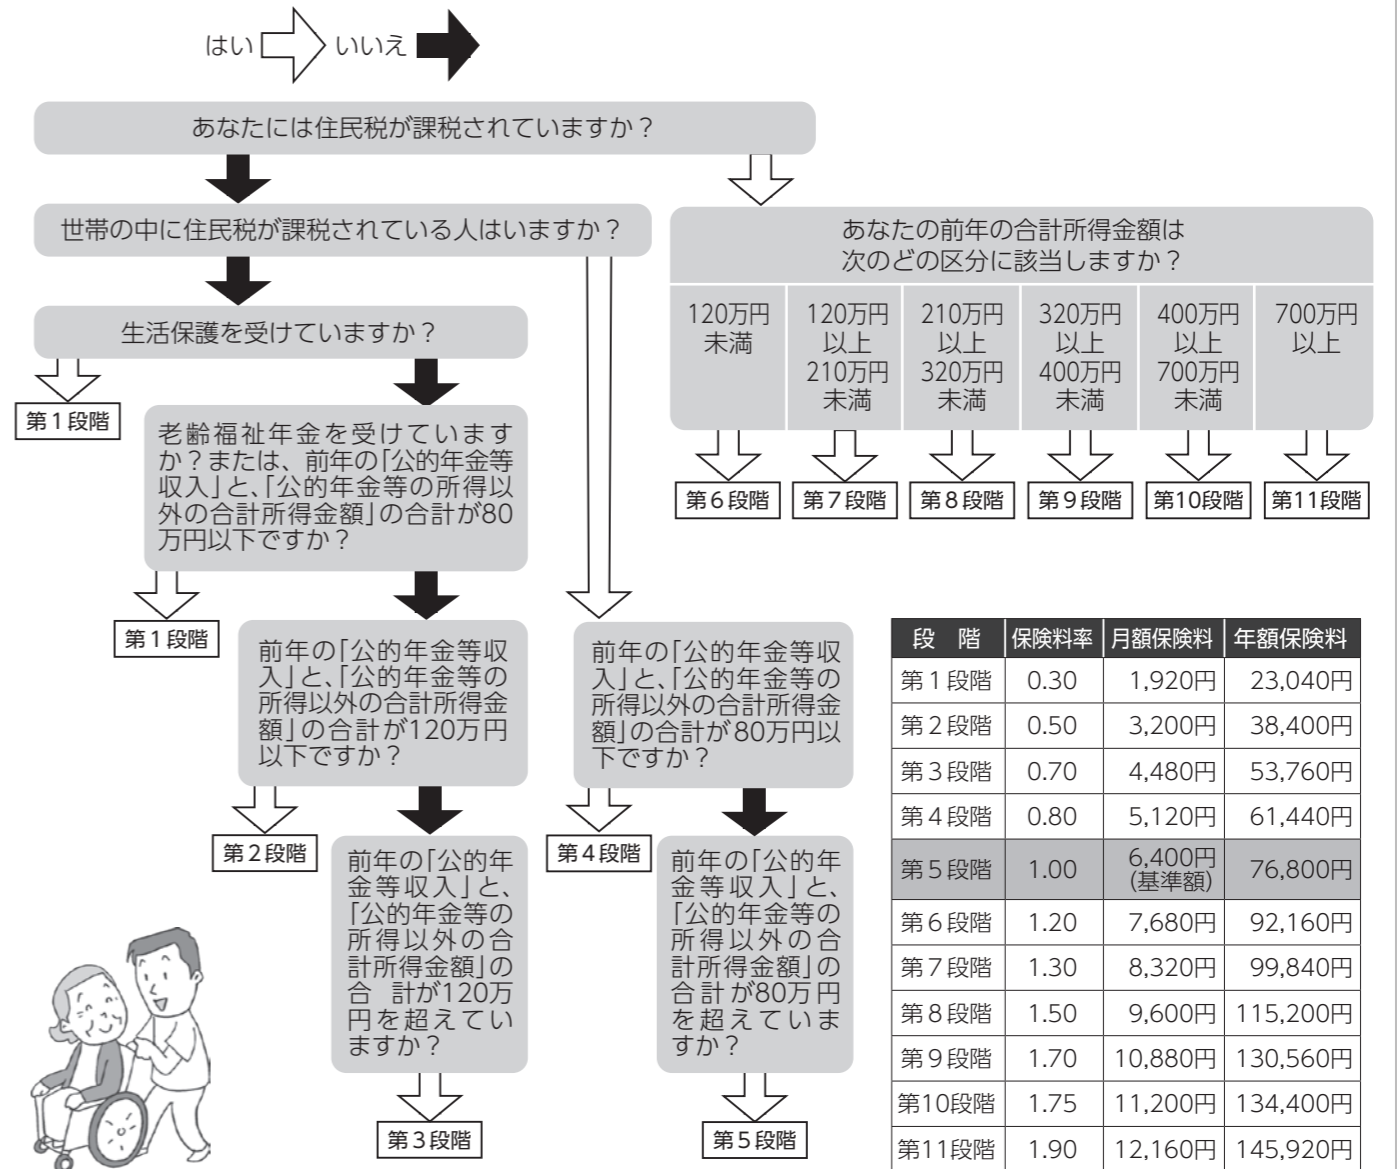 はい いいえ
あなたには住民税が課税されていますか？
世帯の中に住民税が課税されている人はいますか？
生活保護を受けていますか？
第1段階
老齢福祉年金を受けています
か？または、前年の「公的年金等
収入」と、「公的年金等の所得以
外の合計所得金額」の合計が80
万円以下ですか？
第1段階
前年の「公的年金等収
入」と、「公的年金等の
所得以外の合計所得金
額」の合計が120万円
以下ですか？
第2段階
前年の「公的年
金等収入」と、
「公的年金等の
所得以外の合
計所得金額」の
合 計が120万
円を超えてい
ますか？
第3段階
前年の「公的年金等収
入」と、「公的年金等の
所得以外の合計所得金
額」の合計が80万円以
下ですか？
第4段階
前年の「公的年
金等収入」と、
「公的年金等の
所得以外の合
計所得金額」の
合計が80万円
を超えていま
すか？
第5段階
あなたの前年の合計所得金額は
次のどの区分に該当しますか？
120万円
未満
120万円
以上
210万円
未満
210万円
以上
320万円
未満
320万円
以上
400万円
未満
400万円
以上
700万円
未満
700万円
以上
第6段階 第7段階 第8段階 第9段階 第10段階 第11段階
段　階 保険料率 月額保険料 年額保険料
第1段階 0.30 1,920円 23,040円
第2段階 0.50 3,200円 38,400円
第3段階 0.70 4,480円 53,760円
第4段階 0.80 5,120円 61,440円
第5段階 1.00 6,400円 76,800円
(基準額)
第6段階 1.20 7,680円 92,160円
第7段階 1.30 8,320円 99,840円
第8段階 1.50 9,600円 115,200円
第9段階 1.70 10,880円 130,560円
第10段階 1.75 11,200円 134,400円
第11段階 1.90 12,160円 145,920円